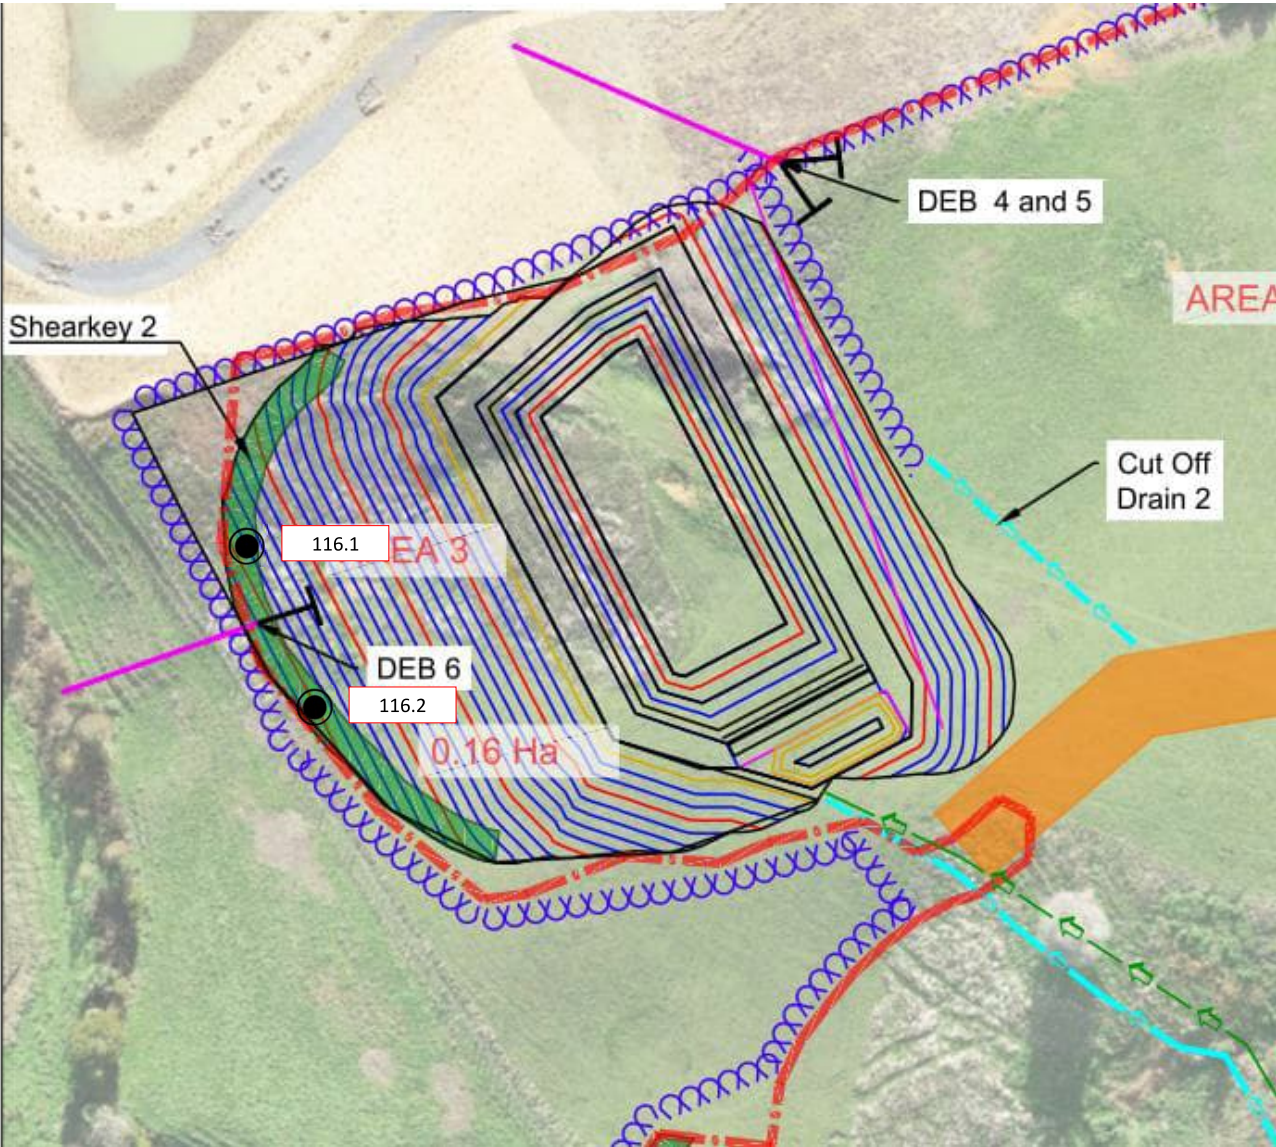 DEB  4 and 5
AREA
Shearkey 2
Cut Off
Drain 2
116.1
EA 3
DEB 6
116.2
0.16 Ha